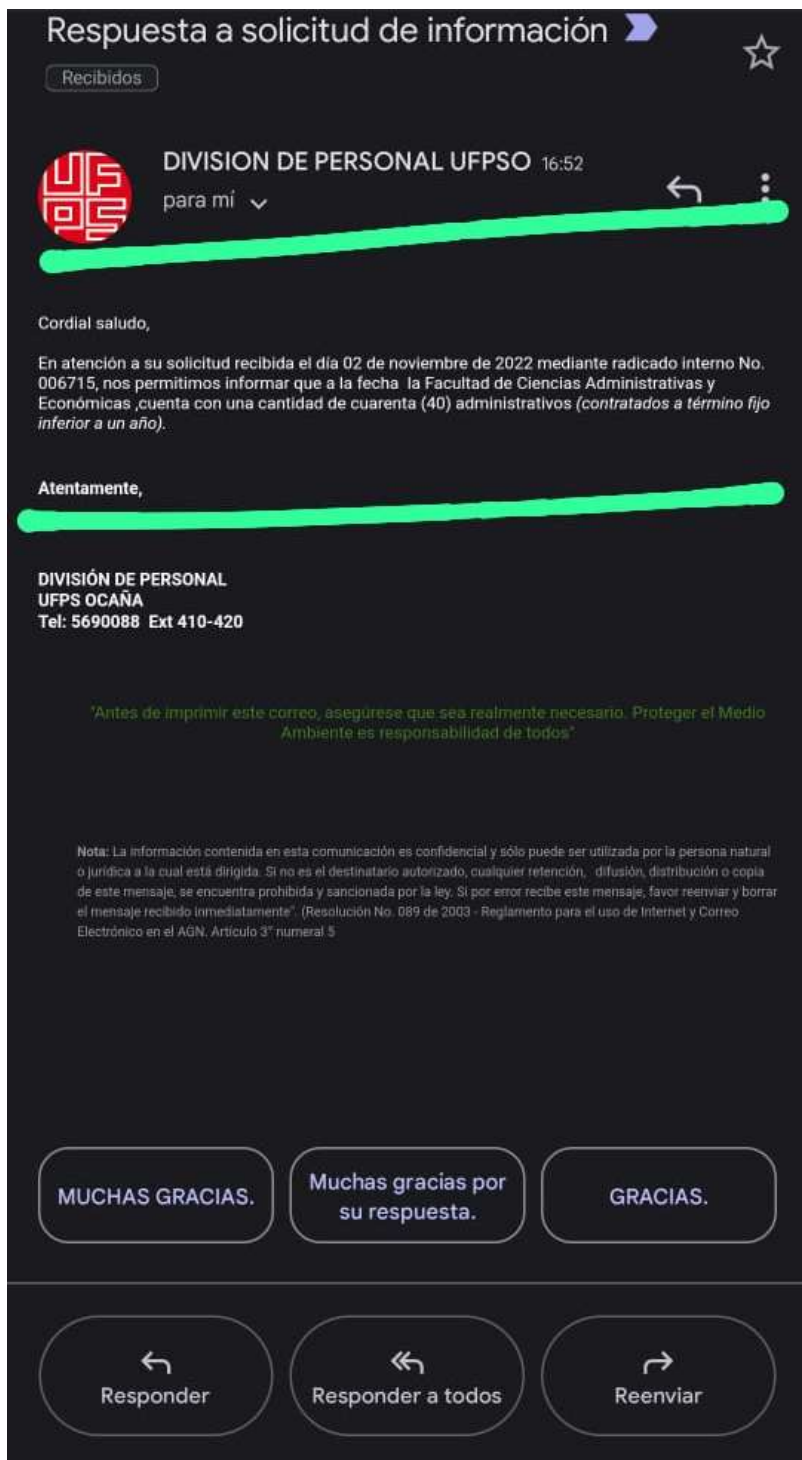 Respuesta a solicitud de información
Recibidos
UFPS
DIVISION DE PERSONAL UFPSO 16:52
para mí
Cordial saludo,
En atención a su solicitud recibida el día 02 de noviembre de 2022 mediante radicado interno No.
006715, nos permitimos informar que a la fecha la Facultad de Ciencias Administrativas y
Económicas ,cuenta con una cantidad de cuarenta (40) administrativos (contratados a término fijo
inferior a un año).
Atentamente,
DIVISIÓN DE PERSONAL
UFPS OCAÑA
Tel: 5690088 Ext 410-420
"Antes de imprimir este correo, asegúrese que sea realmente necesario. Proteger el Medio
Ambiente es responsabilidad de todos"
Nota: La información contenida en esta comunicación es confidencial y sólo puede ser utilizada por la persona natural
o jurídica a la cual está dirigida. Si no es el destinatario autorizado, cualquier retención, difusión, distribución o copia
de este mensaje, se encuentra prohibida y sancionada por la ley. Si por error recibe este mensaje, favor reenviar y borrar
el mensaje recibido inmediatamente". (Resolución No. 089 de 2003 - Reglamento para el uso de Internet y Correo
Electrónico en el AGN. Artículo 3° numeral 5
MUCHAS GRACIAS.
Muchas gracias por
su respuesta.
GRACIAS.
Responder
Responder a todos
Reenviar